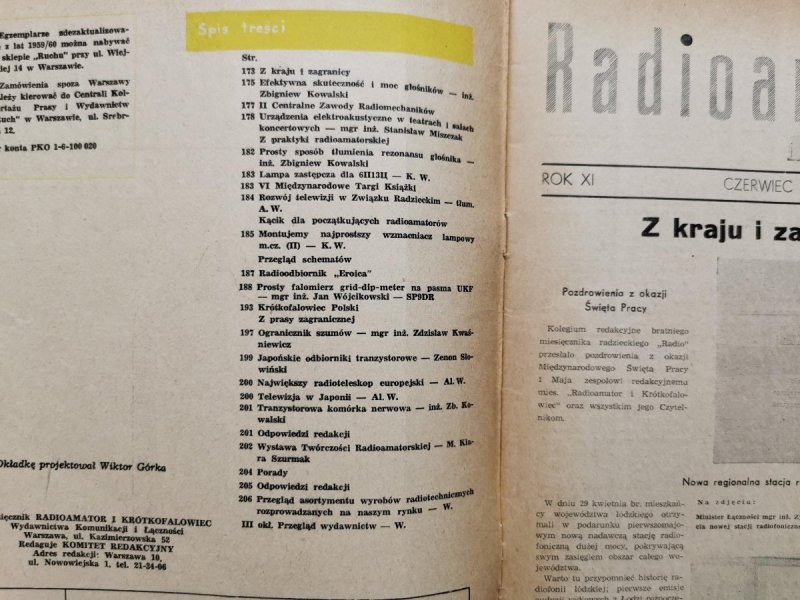 Egzemplarze zdezaktualizowa-
z lat 1959/60 można nabywać
sklepie „Ruchu" przy ul. Wiej-
kiej 14 w Warszawie.
Zamówienia spoza Warszawy
leży kierować do Centrali Kol-
ortażu Prasy i Wydawnictw
uch" w Warszawie, ul. Srebr-
12.
konta PKO 1-6-100 020
Okładkę projektował Wiktor Górka
ięcznik RADIOAMATOR I KRÓTKOFALOWIEC
Wydawnictwa Komunikacji i Łączności
Warszawa, ul. Kazimierzowska 52
Redaguje KOMITET REDAKCYJNY
Adres redakcji: Warszawa 10,
ul. Nowowiejska 1, tel. 21-34-06
Spis treści
Str.
173 Z kraju i zagranicy
175 Efektywna skuteczność i moc głośników — inż.
Zbigniew Kowalski
177 II Centralne Zawody Radiomechaników
178 Urządzenia elektroakustyczne w teatrach i salach
koncertowych — mgr inż. Stanisław Miszczak
Z praktyki radioamatorskiej
182 Prosty sposób tłumienia rezonansu głośnika —
inż. Zbigniew Kowalski
183 Lampa zastępcza dla 6П13Ц — K. W.
183 VI Międzynarodowe Targi Książki
184 Rozwój telewizji w Związku Radzieckim — tłum.
A. W.
Kącik dla początkujących radioamatorów
185 Montujemy najprostszy wzmacniacz lampowy
m.cz. (II) — K. W.
Przegląd schematów
187 Radioodbiornik „Eroica"
188 Prosty falomierz grid-dip-meter na pasma UKF
— mgr inż. Jan Wójcikowski — SP9DR
193 Krótkofalowiec Polski
Z prasy zagranicznej
197 Ogranicznik szumów — mgr inż. Zdzisław Kwaś-
niewicz
199 Japońskie odbiorniki tranzystorowe — Zenon Sło-
wiński
200 Największy radioteleskop europejski — Al. W.
200 Telewizja w Japonii — Al. W.
201 Tranzystorowa komórka nerwowa — inż. Zb. Ko-
walski
201 Odpowiedzi redakcji
202 Wystawa Twórczości Radioamatorskiej — M. Kla-
ra Szurmak
204 Porady
205 Odpowiedzi redakcji
206 Przegląd asortymentu wyrobów radiotechnicznych
rozprowadzanych na naszym rynku — W.
III okł. Przegląd wydawnictw — W.
Radioam
ROK XI
CZERWIEC
Z kraju i za
Pozdrowienia z okazji
Święta Pracy
Kolegium redakcyjne bratniego
miesięcznika radzieckiego „Radio"
przesłało pozdrowienia z okazji
Międzynarodowego Święta Pracy
1 Maja zespołowi redakcyjnemu
mies. „Radioamator i Krótkofalo-
wiec" oraz wszystkim jego Czytel-
nikom.
Nowa regionalna stacja r
W dniu 29 kwietnia br. mieszkań-
cy województwa łódzkiego otrzy-
mali w podarunku pierwszomajo-
wym nową nadawczą stację radio-
foniczną dużej mocy, pokrywającą
swym zasięgiem obszar całego wo-
jewództwa.
Warto tu przypomnieć historię ra-
diofonii łódzkiej; pierwsze emisje
Na zdjęciu:
Minister Łączności mgr inż. Z
cia nowej stacji radiofoniczne